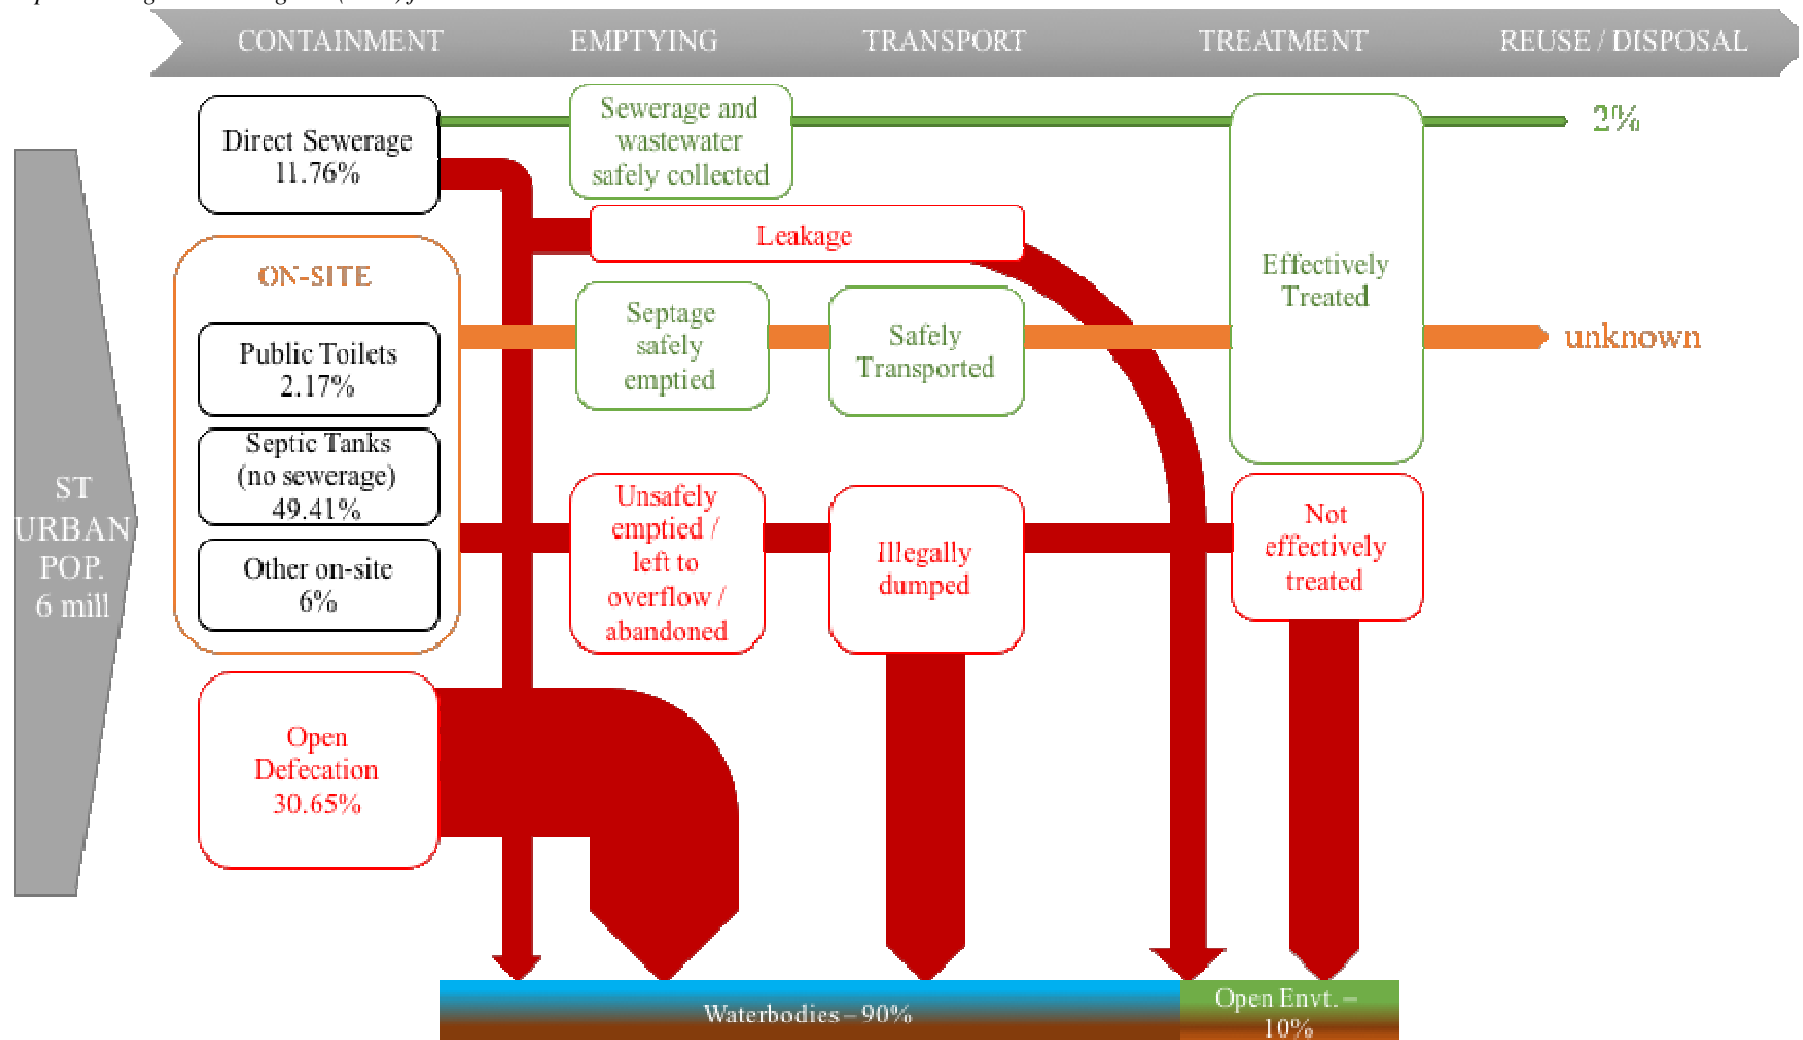 CONTAINMENT
EMPTYING
TRANSPORT
TREATMENT
REUSE / DISPOSAL
ST
URBAN
POP.
6 mill
Direct Sewerage
11.76%
ON-SITE
Public Toilets
2.17%
Septic Tanks
(no sewerage)
49.41%
Other on-site
6%
Open
Defecation
30.65%
Sewerage and
wastewater
safely collected
Leakage
Septage
safely
emptied
Safely
Transported
Unsafely
emptied /
left to
overflow /
abandoned
Illegally
dumped
Effectively
Treated
Not
effectively
treated
2%
unknown
Waterbodies – 90%
Open Envt. –
10%